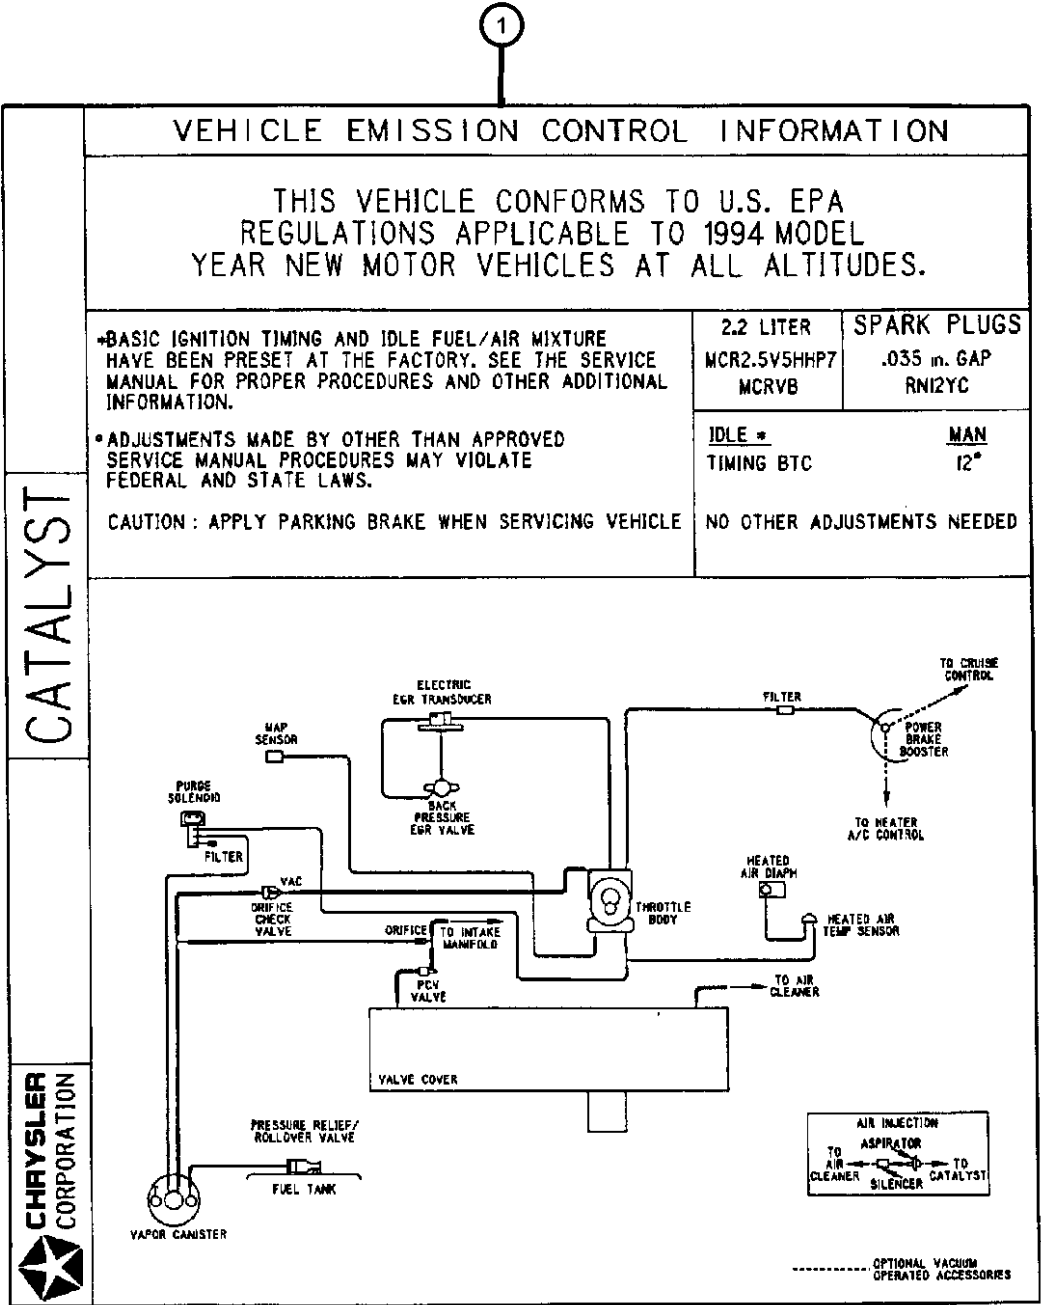 1
VEHICLE EMISSION CONTROL INFORMATION
THIS VEHICLE CONFORMS TO U.S. EPA
REGULATIONS APPLICABLE TO 1994 MODEL
YEAR NEW MOTOR VEHICLES AT ALL ALTITUDES.
*BASIC IGNITION TIMING AND IDLE FUEL/AIR MIXTURE
HAVE BEEN PRESET AT THE FACTORY. SEE THE SERVICE
MANUAL FOR PROPER PROCEDURES AND OTHER ADDITIONAL
INFORMATION.
•ADJUSTMENTS MADE BY OTHER THAN APPROVED
SERVICE MANUAL PROCEDURES MAY VIOLATE
FEDERAL AND STATE LAWS.
CAUTION : APPLY PARKING BRAKE WHEN SERVICING VEHICLE
2.2 LITER
MCR2.5V5HHP7
MCRVB
SPARK PLUGS
.035 in. GAP
RN12YC
IDLE * MAN
TIMING BTC 12°
NO OTHER ADJUSTMENTS NEEDED
CATALYST
CHRYSLER
CORPORATION
ELECTRIC
EGR TRANSDUCER
MAP
SENSOR
PURGE
SOLENOID
FILTER
BACK
PRESSURE
EGR VALVE
FILTER
TO CRUISE
CONTROL
POWER
BRAKE
BOOSTER
TO HEATER
A/C CONTROL
HEATED
AIR DIAPH
HEATED AIR
TEMP SENSOR
THROTTLE
BODY
VAC
ORIFICE
CHECK
VALVE
ORIFICE
TO INTAKE
MANIFOLD
PCV
VALVE
TO AIR
CLEANER
VALVE COVER
PRESSURE RELIEF/
ROLLOVER VALVE
FUEL TANK
VAPOR CANISTER
AIR INJECTION
ASPIRATOR
TO
AIR
CLEANER
SILENCER
TO
CATALYST
OPTIONAL VACUUM
OPERATED ACCESSORIES